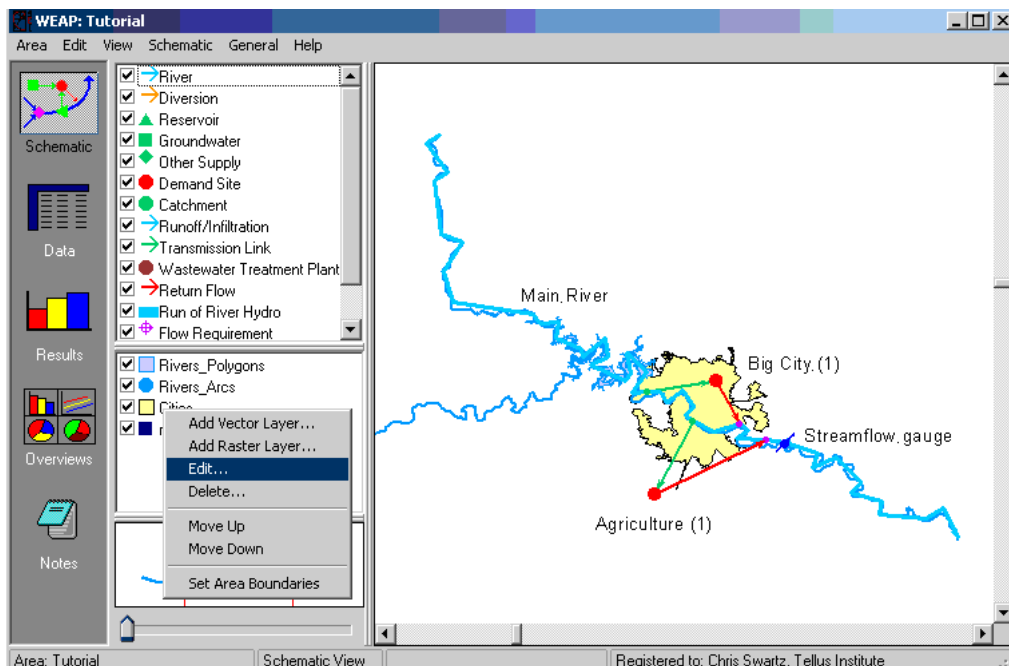 WEAP: Tutorial
Area Edit View Schematic General Help
Schematic
Data
Results
Overviews
Notes
River
Diversion
Reservoir
Groundwater
Other Supply
Demand Site
Catchment
Runoff/Infiltration
Transmission Link
Wastewater Treatment Plant
Return Flow
Run of River Hydro
Flow Requirement
Rivers_Polygons
Rivers_Arcs
Cities
Add Vector Layer...
Add Raster Layer...
Edit...
Delete...
Move Up
Move Down
Set Area Boundaries
Main River
Big City (1)
Streamflow gauge
Agriculture (1)
Area: Tutorial
Schematic View
Registered to: Chris Swartz, Tellus Institute